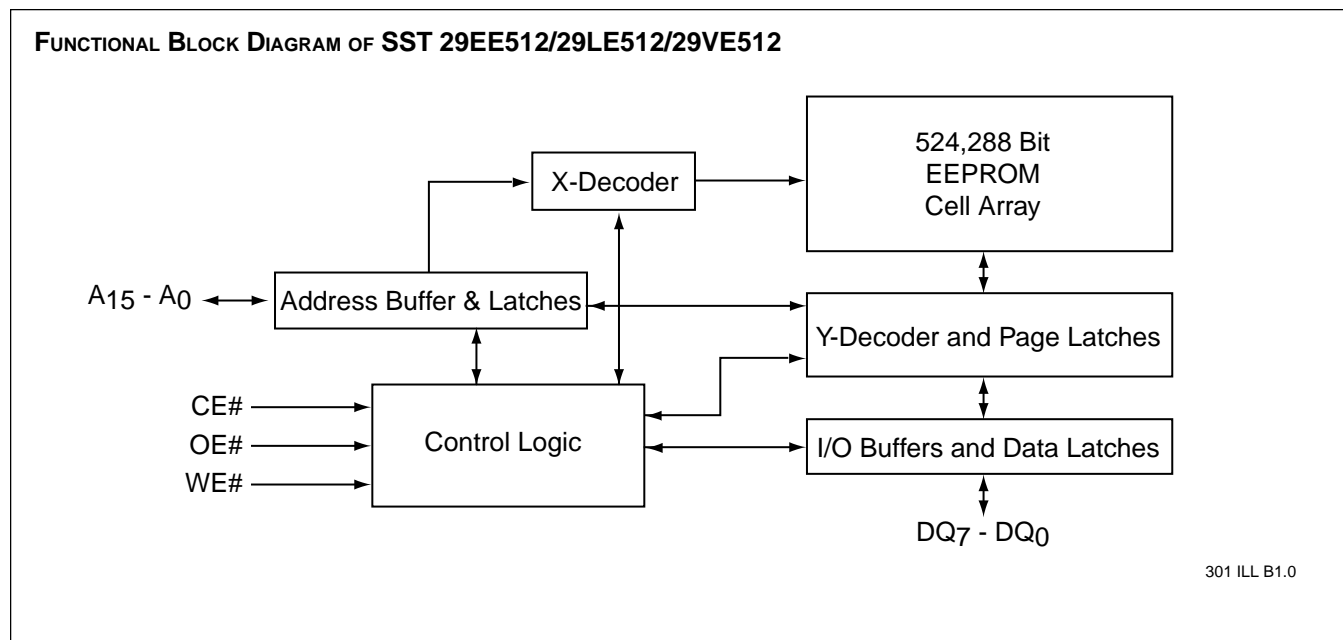 FUNCTIONAL BLOCK DIAGRAM OF SST 29EE512/29LE512/29VE512
524,288 Bit
EEPROM
Cell Array
X-Decoder
A15 - A0
Address Buffer & Latches
Y-Decoder and Page Latches
CE#
OE#
WE#
Control Logic
I/O Buffers and Data Latches
DQ7 - DQ0
301 ILL B1.0